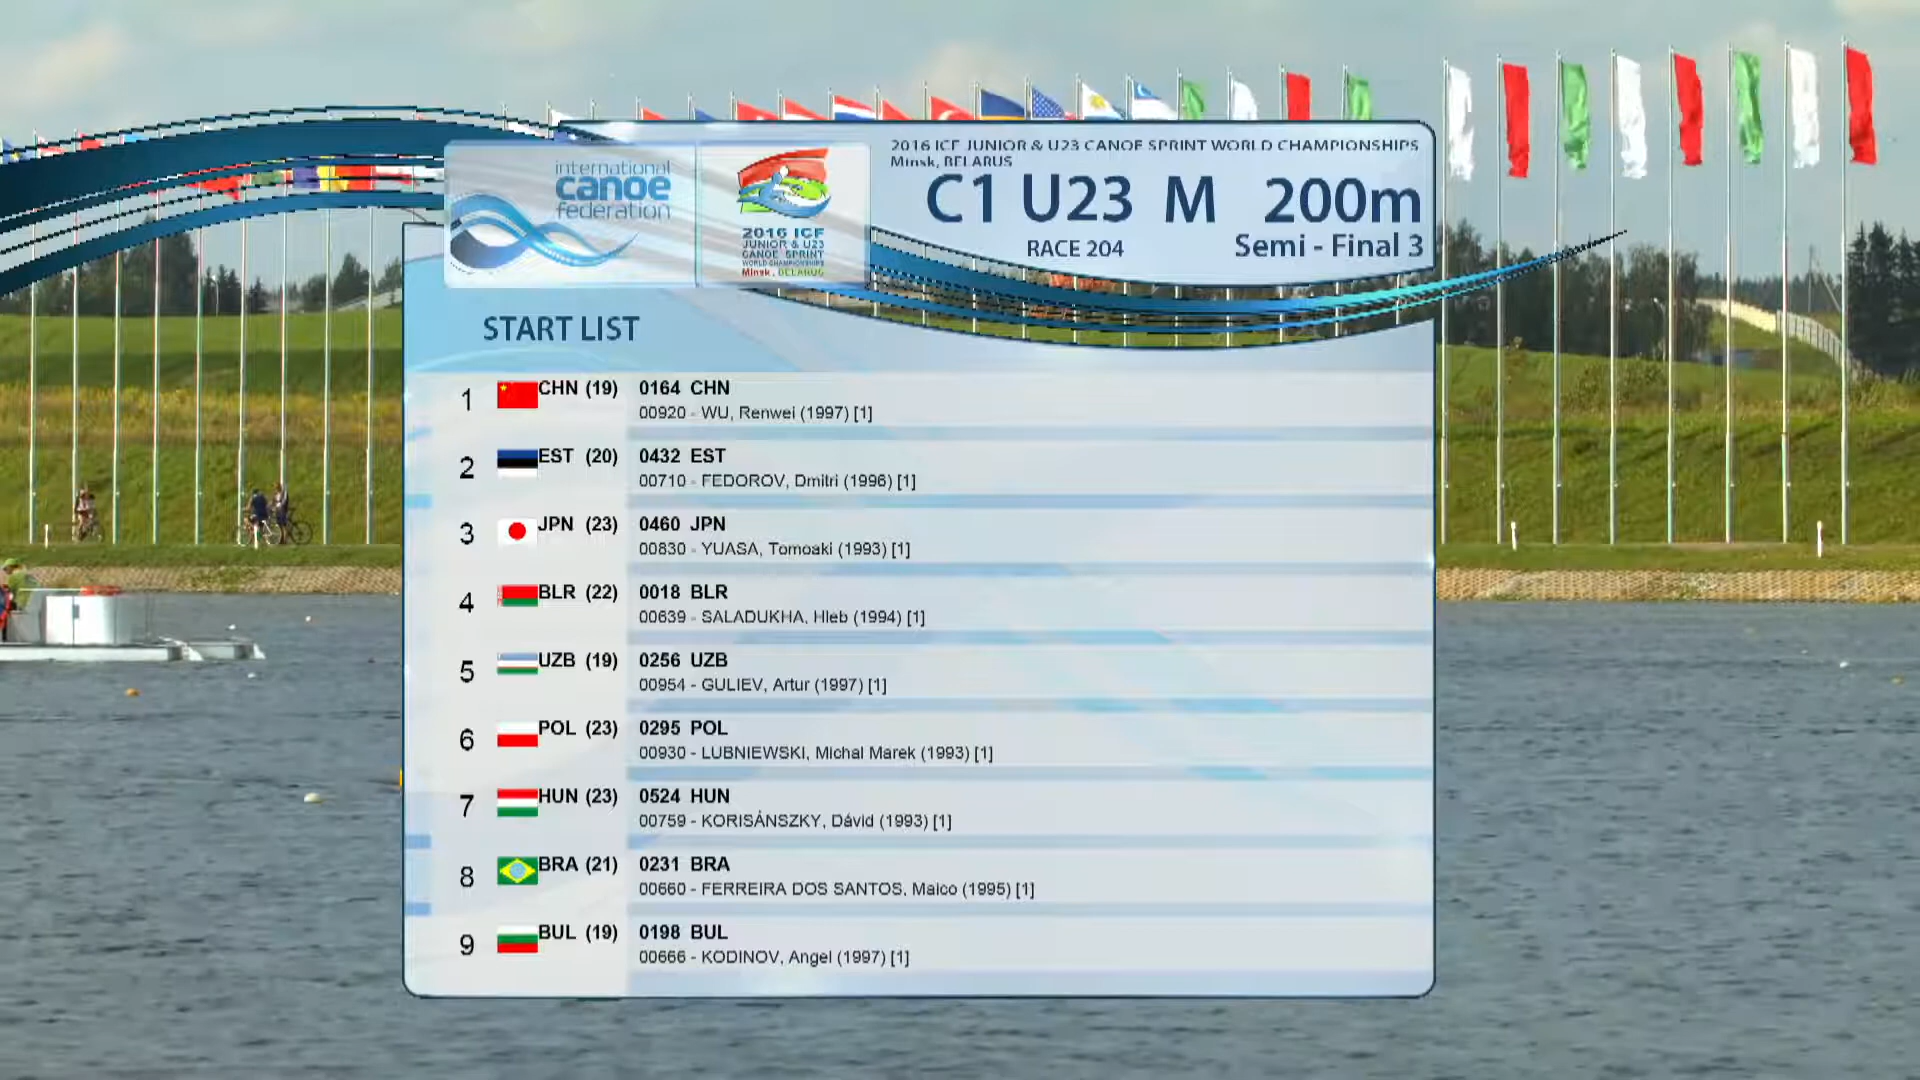 2016 ICF JUNIOR & U23 CANOE SPRINT WORLD CHAMPIONSHIPS
Minsk, BELARUS
international
canoe
federation
2016 ICF
JUNIOR & U23
CANOE SPRINT
WORLD CHAMPIONSHIPS
Minsk, BELARUS
C1 U23 M 200m
RACE 204 Semi - Final 3
START LIST
1 CHN (19) 0164 CHN
00920 - WU, Renwei (1997) [1]
2 EST (20) 0432 EST
00710 - FEDOROV, Dmitri (1996) [1]
3 JPN (23) 0460 JPN
00830 - YUASA, Tomoaki (1993) [1]
4 BLR (22) 0018 BLR
00639 - SALADUKHA, Hleb (1994) [1]
5 UZB (19) 0256 UZB
00954 - GULIEV, Artur (1997) [1]
6 POL (23) 0295 POL
00930 - LUBNIEWSKI, Michal Marek (1993) [1]
7 HUN (23) 0524 HUN
00759 - KORISÁNSZKY, Dávid (1993) [1]
8 BRA (21) 0231 BRA
00660 - FERREIRA DOS SANTOS, Maico (1995) [1]
9 BUL (19) 0198 BUL
00666 - KODINOV, Angel (1997) [1]